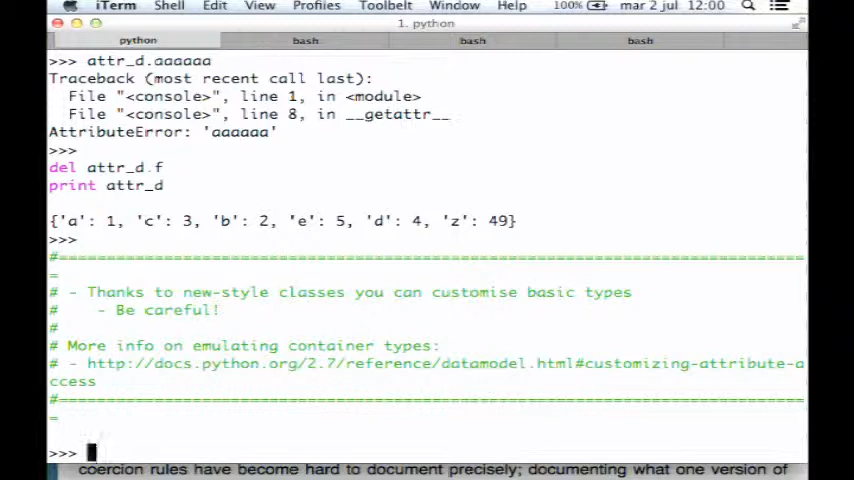 iTerm Shell Edit View Profiles Toolbelt Window Help 100% mar 2 jul 12:00
1. python
python bash bash bash
>>> attr_d.aaaaaa
Traceback (most recent call last):
  File "<console>", line 1, in <module>
  File "<console>", line 8, in __getattr__
AttributeError: 'aaaaaa'
>>>
del attr_d.f
print attr_d
{'a': 1, 'c': 3, 'b': 2, 'e': 5, 'd': 4, 'z': 49}
>>>
#===============================================================================
=
# - Thanks to new-style classes you can customise basic types
#     - Be careful!
#
# More info on emulating container types:
# - http://docs.python.org/2.7/reference/datamodel.html#customizing-attribute-a
ccess
#===============================================================================
=
>>>
coercion rules have become hard to document precisely; documenting what one version of